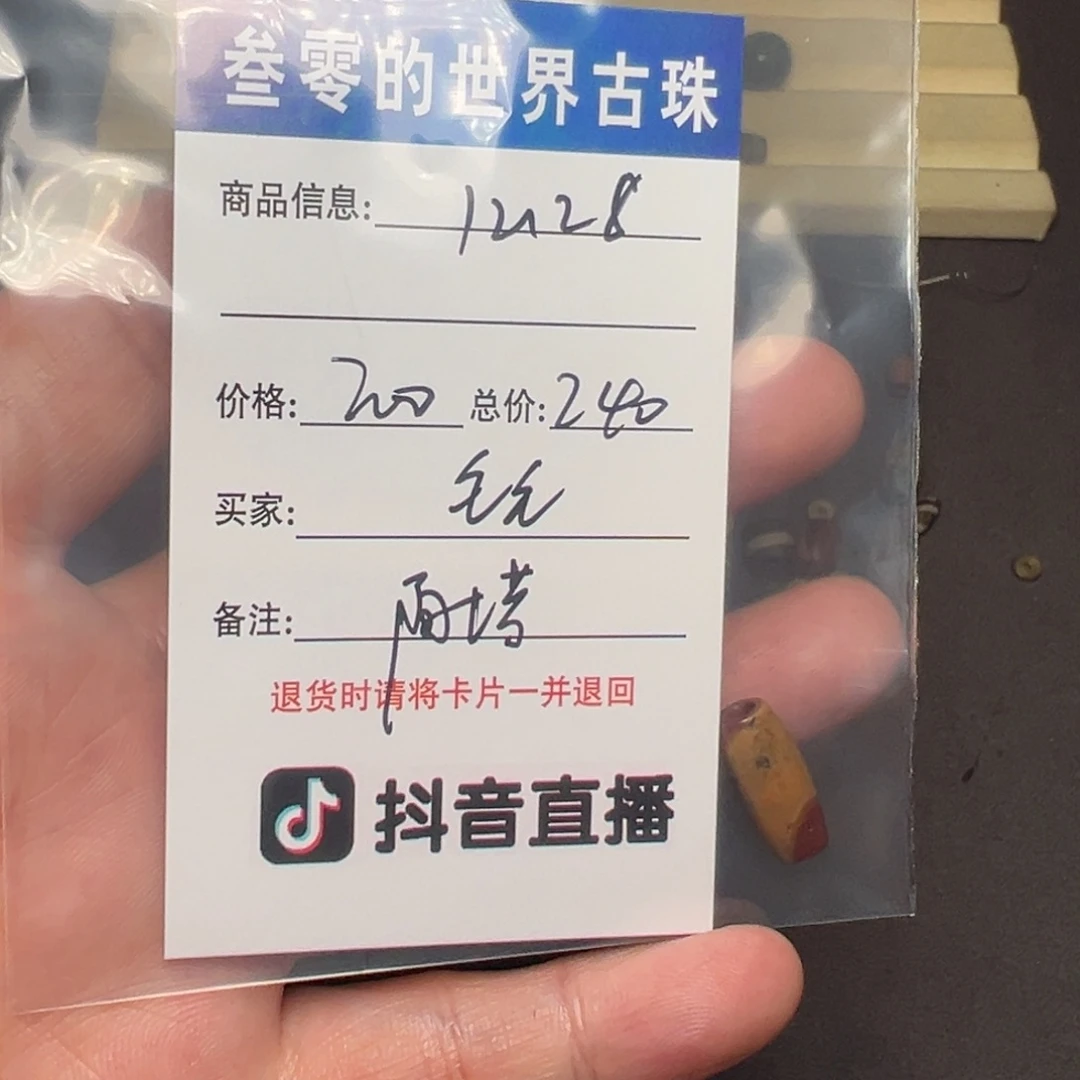 叁零的世界古珠
商品信息: 12128
价格: 200 总价: 240
买家:
备注:
退货时请将卡片一并退回
抖音直播